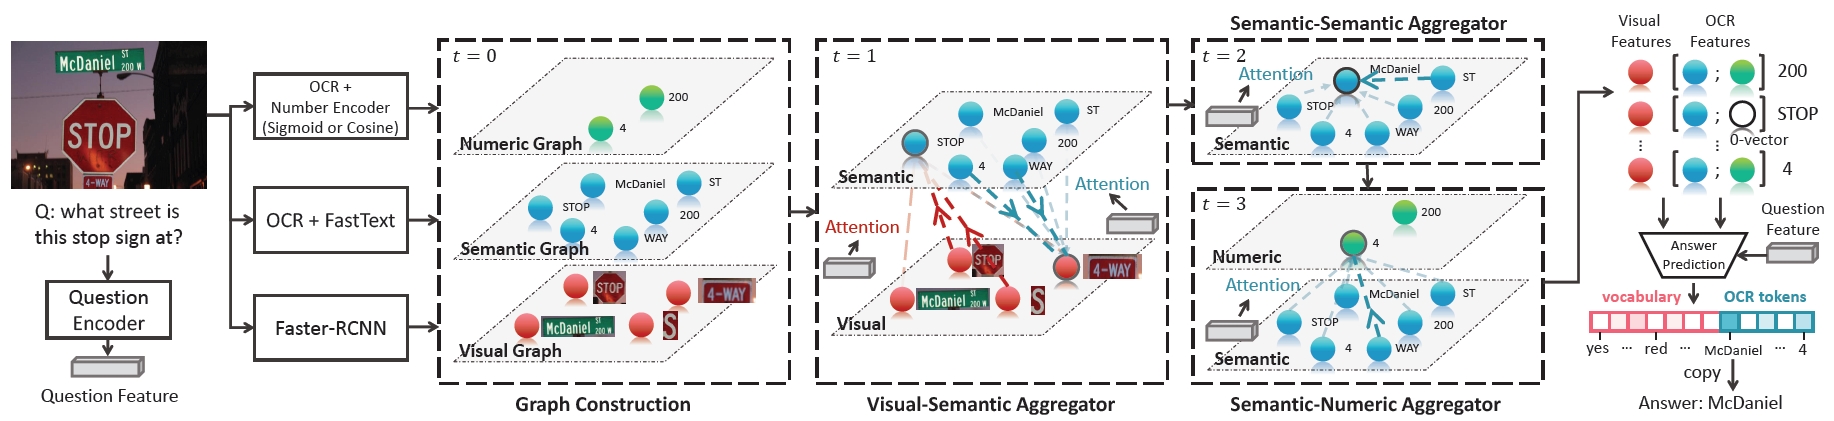 McDaniel ST
200 W
STOP
4-WAY
Q: what street is
this stop sign at?
Question
Encoder
Question Feature
OCR +
Number Encoder
(Sigmoid or Cosine)
OCR + FastText
Faster-RCNN
t = 0
200
4
Numeric Graph
McDaniel
ST
STOP
200
4
WAY
Semantic Graph
STOP
4-WAY
McDaniel ST
200 W
S
Visual Graph
Graph Construction
t = 1
McDaniel
ST
STOP
200
4
WAY
Semantic
Attention
Attention
STOP
4-WAY
McDaniel ST
200 W
S
Visual
Visual-Semantic Aggregator
Semantic-Semantic Aggregator
t = 2
Attention
McDaniel
ST
STOP
200
4
WAY
Semantic
t = 3
200
4
Numeric
Attention
McDaniel
ST
STOP
200
4
WAY
Semantic
Semantic-Numeric Aggregator
Visual
Features
OCR
Features
[ ; ] 200
[ ; ] STOP
0-vector
[ ; ] 4
Question
Feature
Answer
Prediction
vocabulary
OCR tokens
yes ... red ... McDaniel ... 4
copy
Answer: McDaniel